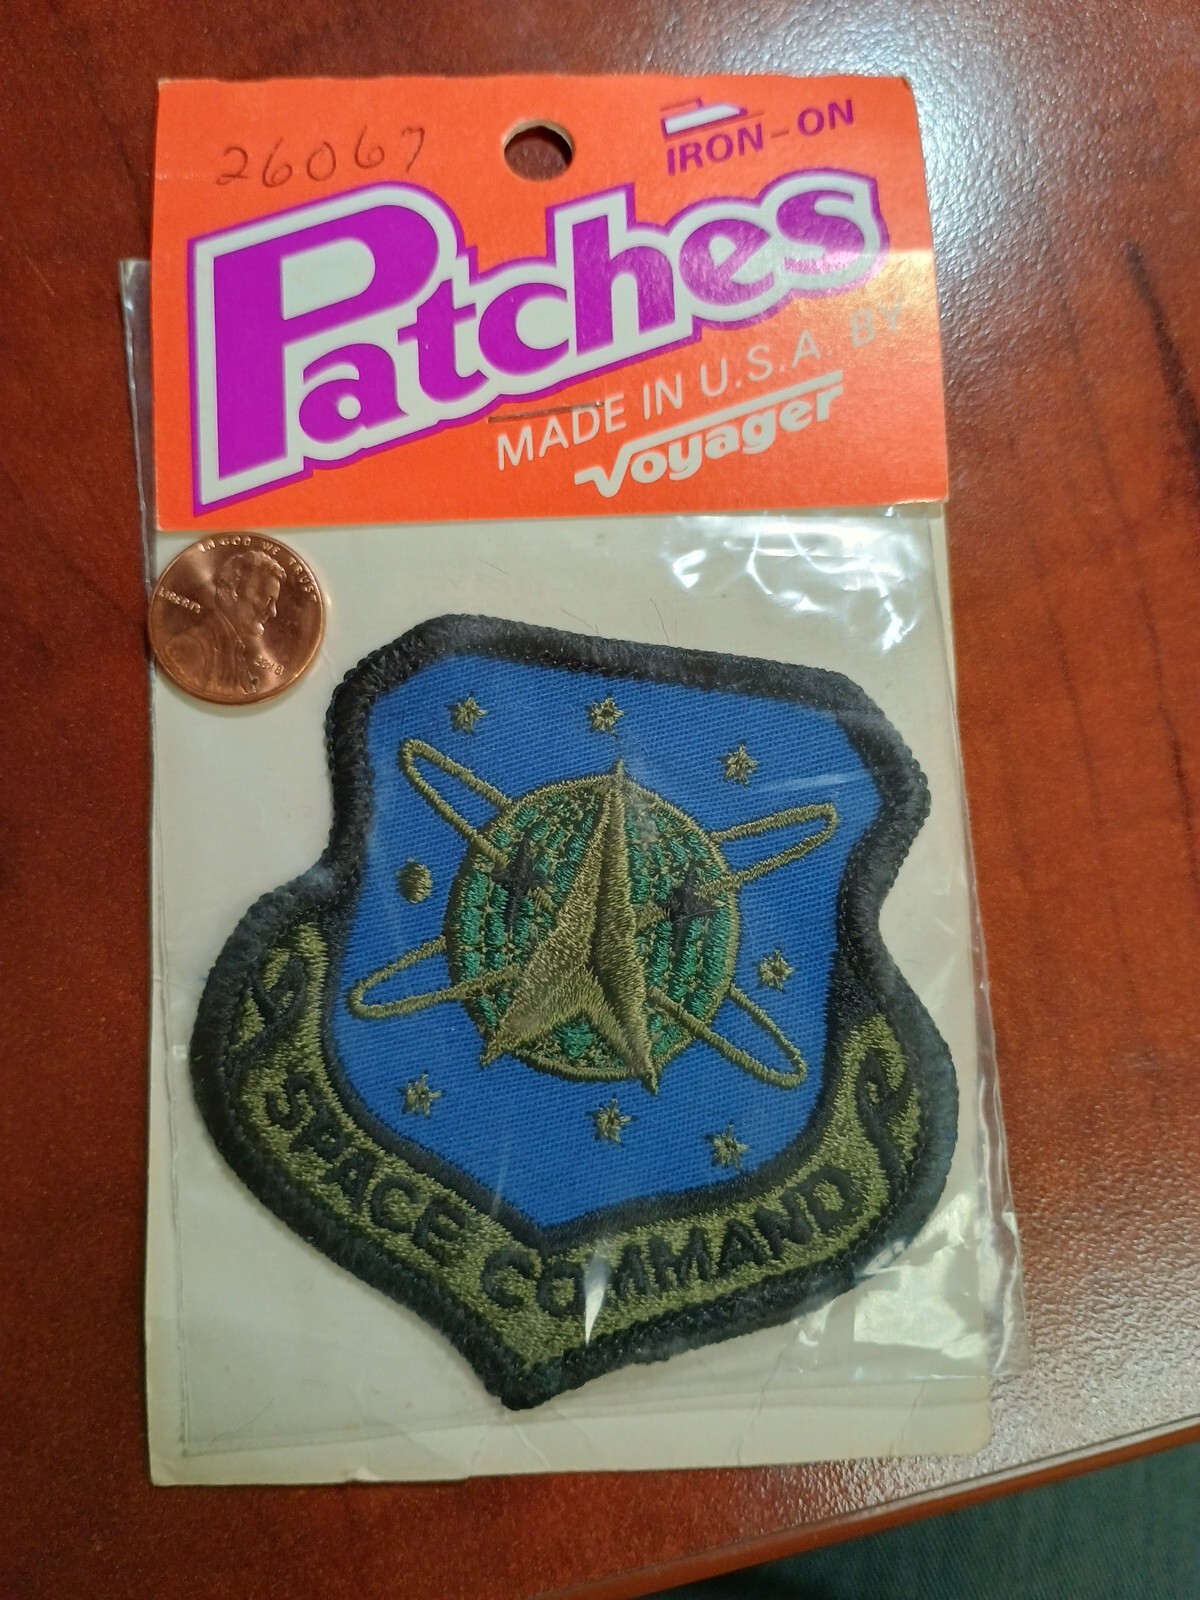 26067
IRON-ON
Patches
MADE IN U.S.A. BY
Voyager
IN GOD WE TRUST
LIBERTY
2018
SPACE COMMAND